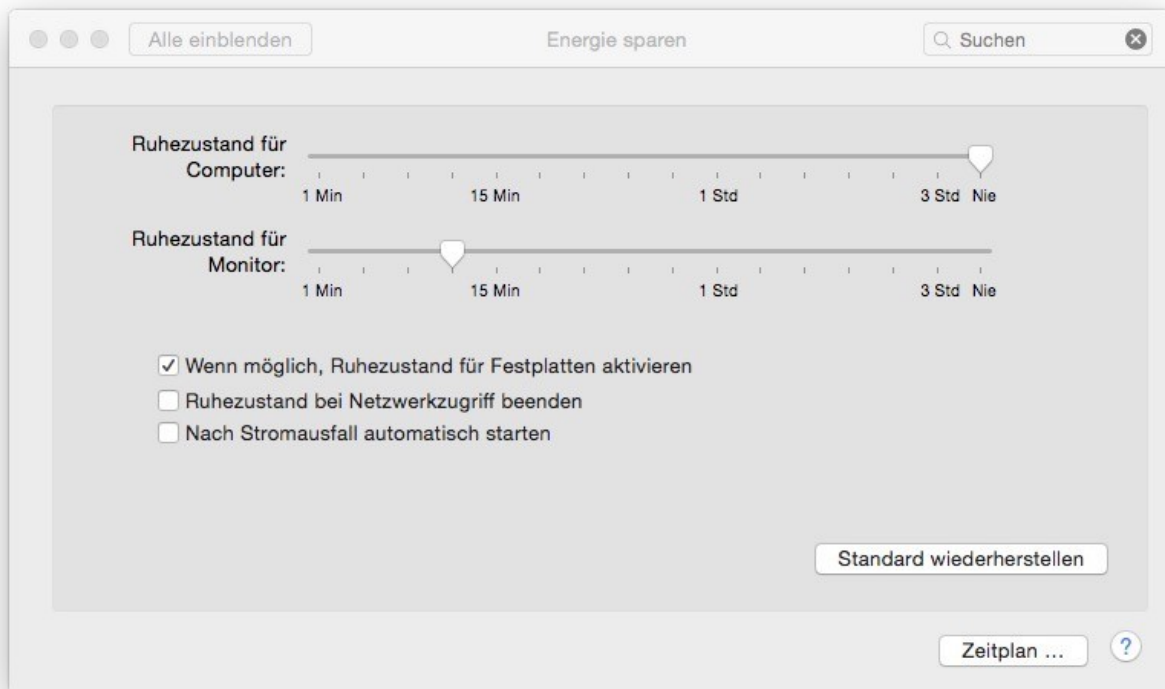 Alle einblenden
Energie sparen
Suchen
Ruhezustand für
Computer:
1 Min 15 Min 1 Std 3 Std Nie
Ruhezustand für
Monitor:
1 Min 15 Min 1 Std 3 Std Nie
Wenn möglich, Ruhezustand für Festplatten aktivieren
Ruhezustand bei Netzwerkzugriff beenden
Nach Stromausfall automatisch starten
Standard wiederherstellen
Zeitplan ...
?